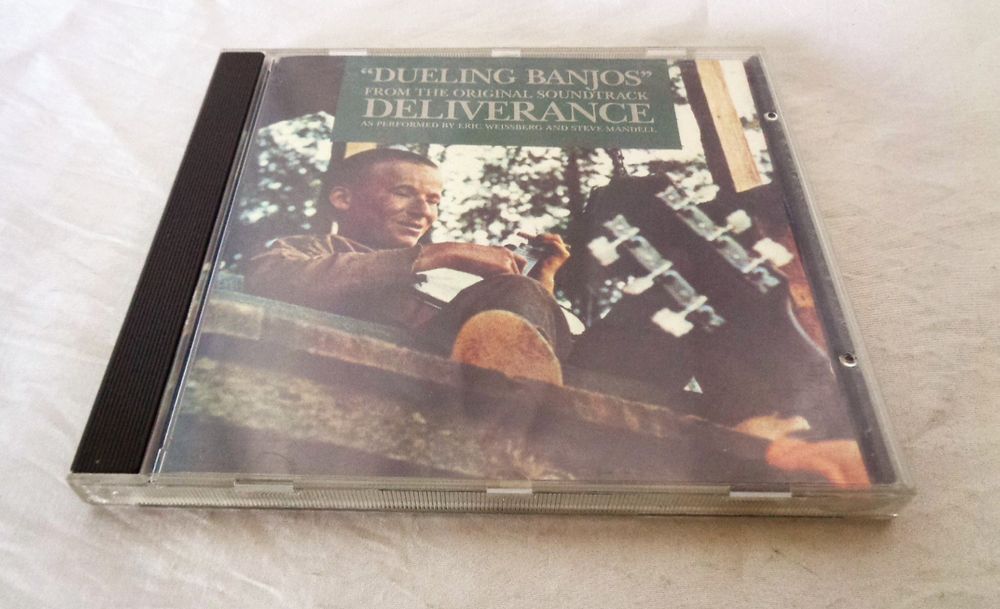 "DUELING BANJOS"
FROM THE ORIGINAL SOUNDTRACK
DELIVERANCE
AS PERFORMED BY ERIC WEISSBERG AND STEVE MANDELL